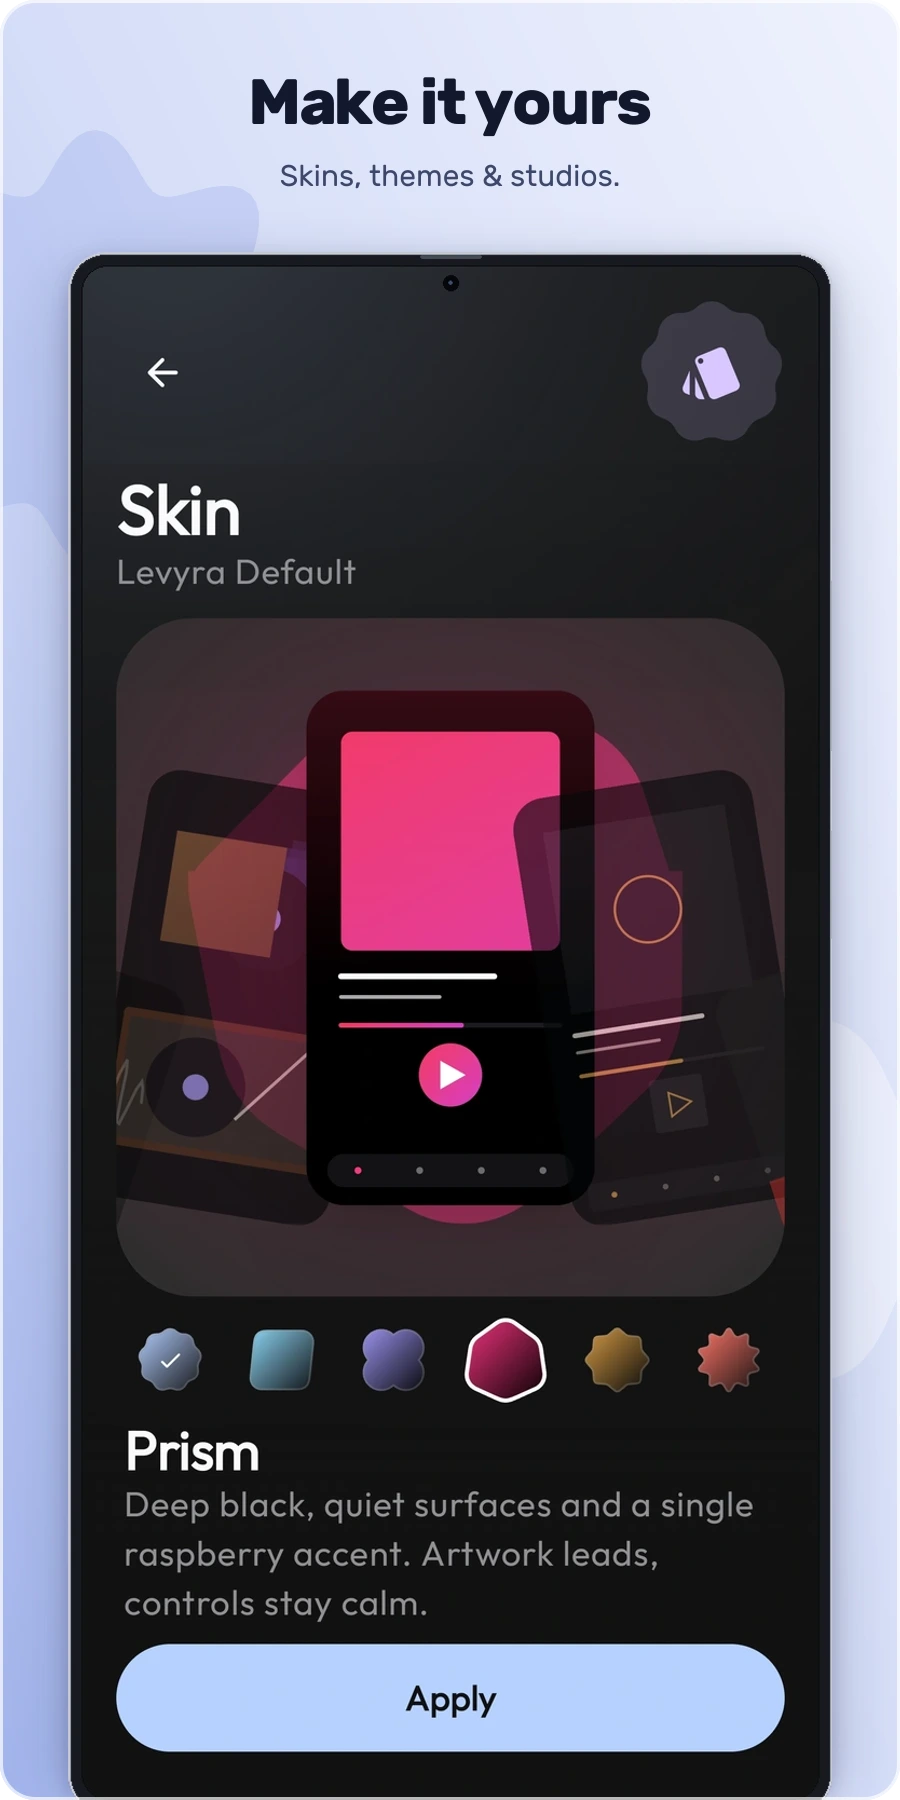 Make it yours
Skins, themes & studios.
Skin
Levyra Default
Prism
Deep black, quiet surfaces and a single
raspberry accent. Artwork leads,
controls stay calm.
Apply